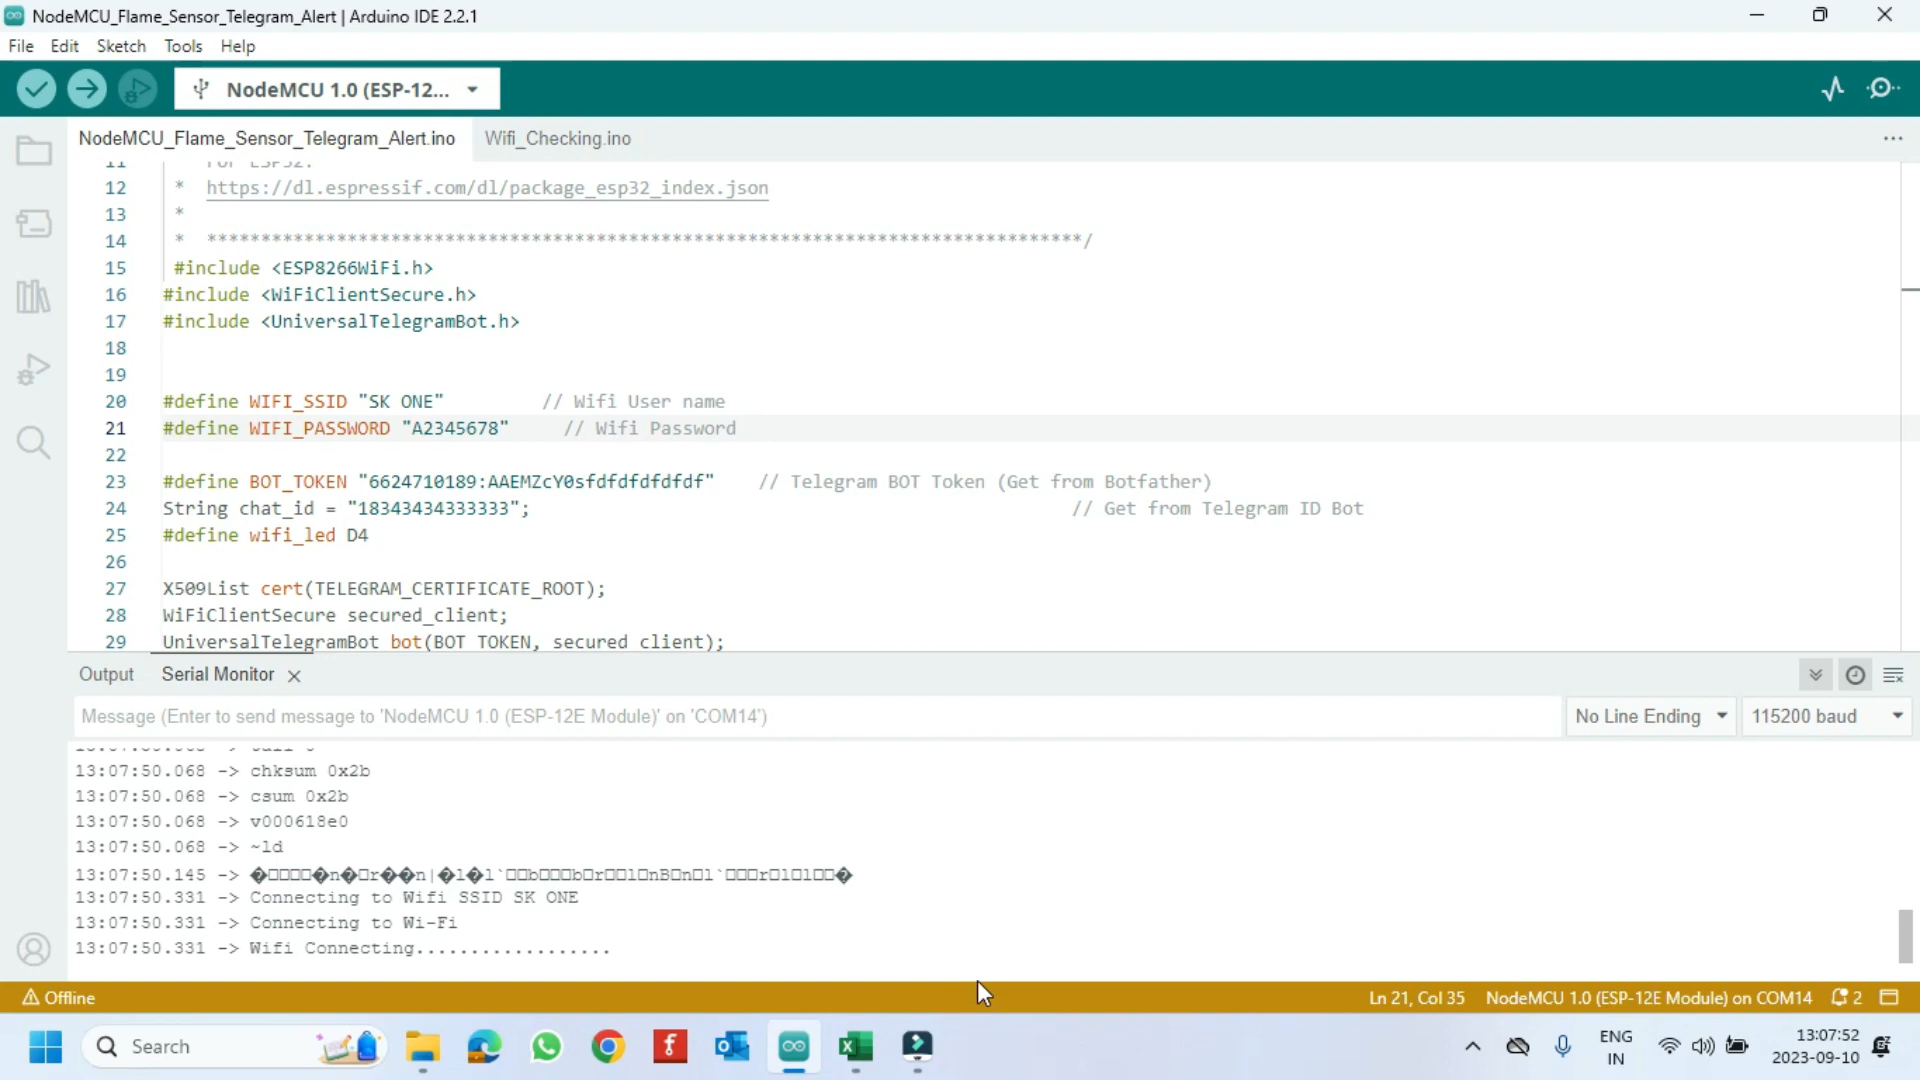 NodeMCU_Flame_Sensor_Telegram_Alert | Arduino IDE 2.2.1
File Edit Sketch Tools Help
NodeMCU 1.0 (ESP-12...
NodeMCU_Flame_Sensor_Telegram_Alert.ino Wifi_Checking.ino ...
11 For ESP32:
12 * https://dl.espressif.com/dl/package_esp32_index.json
13 *
14 * *********************************************************************************/
15 #include <ESP8266WiFi.h>
16 #include <WiFiClientSecure.h>
17 #include <UniversalTelegramBot.h>
18
19
20 #define WIFI_SSID "SK ONE" // Wifi User name
21 #define WIFI_PASSWORD "A2345678" // Wifi Password
22
23 #define BOT_TOKEN "6624710189:AAEMZcY0sfdfdfdfdfdf" // Telegram BOT Token (Get from Botfather)
24 String chat_id = "18343434333333"; // Get from Telegram ID Bot
25 #define wifi_led D4
26
27 X509List cert(TELEGRAM_CERTIFICATE_ROOT);
28 WiFiClientSecure secured_client;
29 UniversalTelegramBot bot(BOT_TOKEN, secured_client);
Output Serial Monitor
Message (Enter to send message to 'NodeMCU 1.0 (ESP-12E Module)' on 'COM14') No Line Ending 115200 baud
13:07:50.068 -> chksum 0x2b
13:07:50.068 -> csum 0x2b
13:07:50.068 -> v000618e0
13:07:50.068 -> ~ld
13:07:50.145 ->
13:07:50.331 -> Connecting to Wifi SSID SK ONE
13:07:50.331 -> Connecting to Wi-Fi
13:07:50.331 -> Wifi Connecting..................
Offline Ln 21, Col 35 NodeMCU 1.0 (ESP-12E Module) on COM14 2
Search ENG 13:07:52
IN 2023-09-10